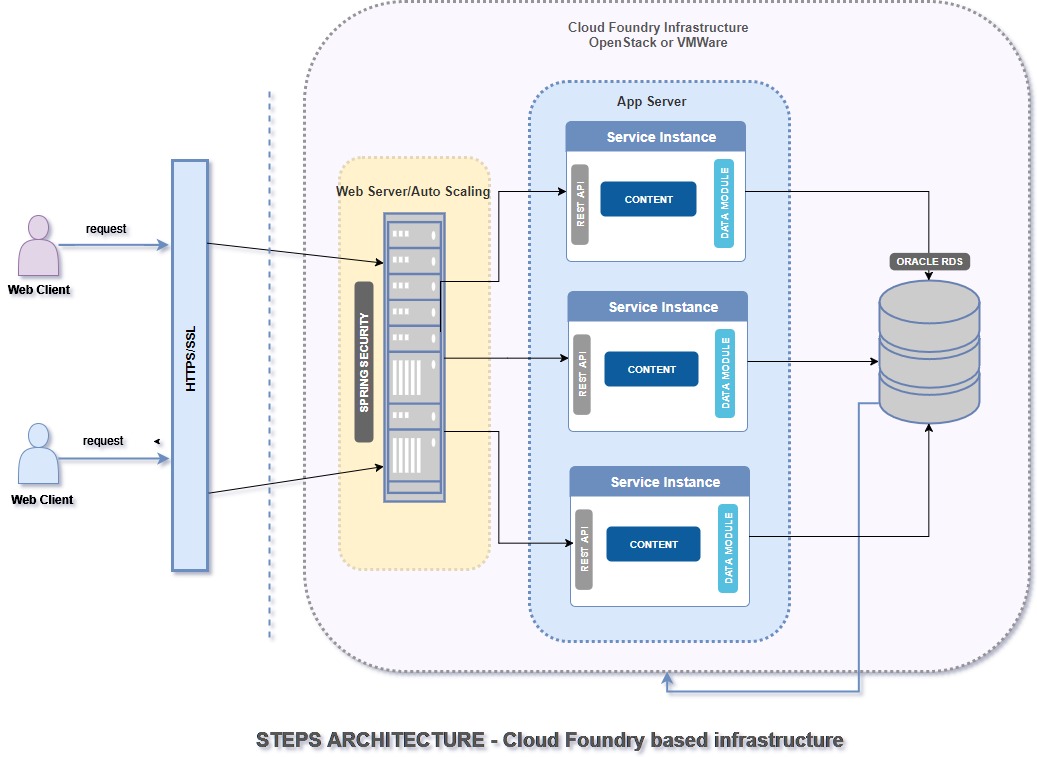 Cloud Foundry Infrastructure
OpenStack or VMWare
App Server
Service Instance
REST API
CONTENT
DATA MODULE
Web Server/Auto Scaling
SPRING SECURITY
HTTPS/SSL
request
Web Client
ORACLE RDS
Service Instance
REST API
CONTENT
DATA MODULE
request
Web Client
Service Instance
REST API
CONTENT
DATA MODULE
STEPS ARCHITECTURE - Cloud Foundry based infrastructure